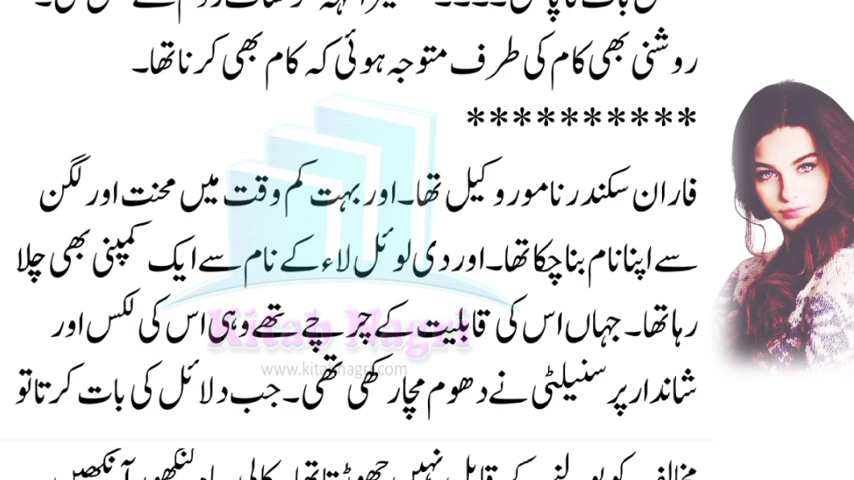 روشنی بھی کام کی طرف متوجہ ہوئی کہ کام بھی کرنا تھا۔
**********
فاران سکندر نامور وکیل تھا۔ اور بہت کم وقت میں محنت اور لگن
سے اپنا نام بنا چکا تھا۔ اور دی لوئل لاء کے نام سے ایک کمپنی بھی چلا
رہا تھا۔ جہاں اس کی قابلیت کے چرچے تھے وہی اس کی لکس اور
Kitab Nagri
www.kitabnagri.com
شاندار پرسنیلٹی نے دھوم مچا رکھی تھی۔ جب دلائل کی بات کرتا تو